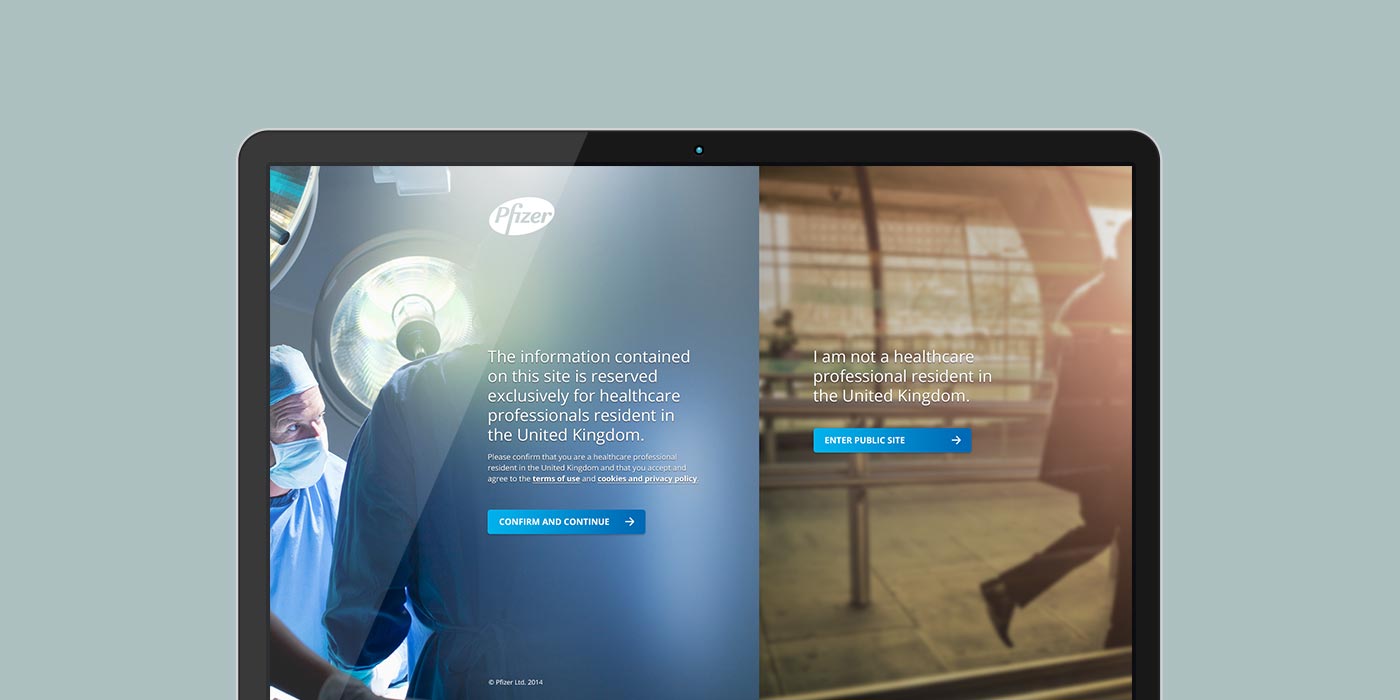 Pfizer
The information contained
on this site is reserved
exclusively for healthcare
professionals resident in
the United Kingdom.
Please confirm that you are a healthcare professional
resident in the United Kingdom and that you accept and
agree to the terms of use and cookies and privacy policy.
CONFIRM AND CONTINUE
© Pfizer Ltd. 2014
I am not a healthcare
professional resident in
the United Kingdom.
ENTER PUBLIC SITE